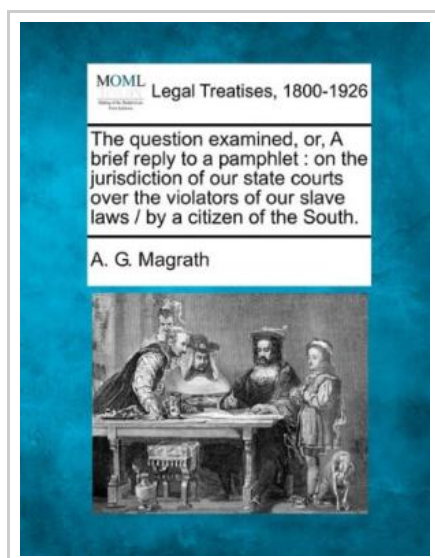 MOML Legal Treatises, 1800-1926
The question examined, or, A
brief reply to a pamphlet : on the
jurisdiction of our state courts
over the violators of our slave
laws / by a citizen of the South.
A. G. Magrath